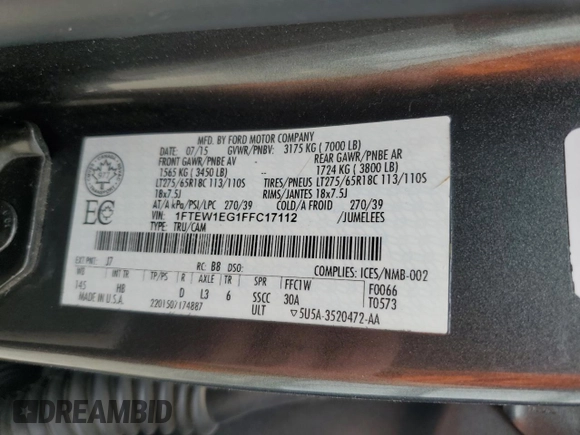 MFD. BY FORD MOTOR COMPANY
DATE: 07/15 GVWR/PNBV: 3175 KG ( 7000 LB)
FRONT GAWR/PNBE AV REAR GAWR/PNBE AR
1565 KG ( 3450 LB) 1724 KG ( 3800 LB)
LT275/65R18C 113/110S TIRES/PNEUS LT275/65R18C 113/110S
18x7.5J RIMS/JANTES 18x7.5J
AT/A kPa/PSI/LPC 270/39 COLD/A FROID 270/39
VIN: 1FTEW1EG1FFC17112 /JUMELEES
TYPE: TRU/CAM
EC
EXT PNT: J7 RC: B8 DSO: COMPLIES: ICES/NMB-002
WB INT TR TP/PS R AXLE TR SPR FFC1W F0066
145 HB D L3 6 SSCC 30A T0573
MADE IN U.S.A. 2201507174887 ULT ▽5U5A-3520472-AA
DREAMBID